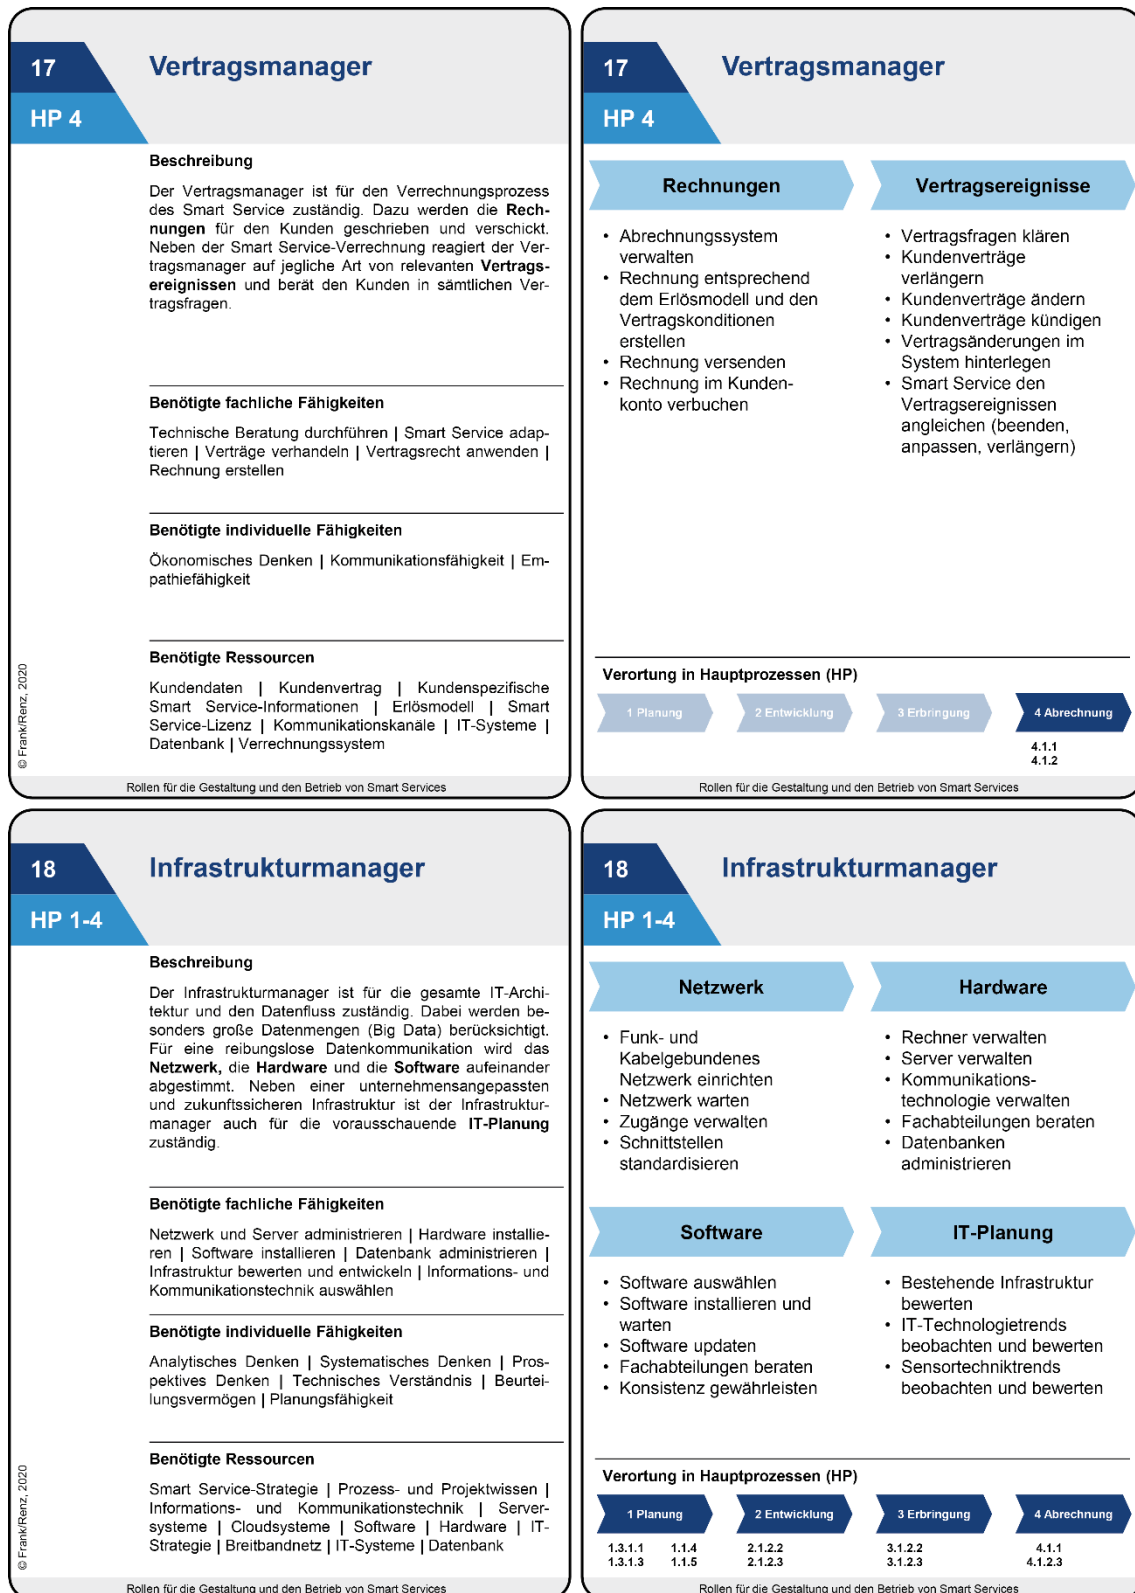 17
Vertragsmanager
HP 4
Beschreibung
Der Vertragsmanager ist für den Verrechnungsprozess
des Smart Service zuständig. Dazu werden die Rech-
nungen für den Kunden geschrieben und verschickt.
Neben der Smart Service-Verrechnung reagiert der Ver-
tragsmanager auf jegliche Art von relevanten Vertrags-
ereignissen und berät den Kunden in sämtlichen Ver-
tragsfragen.
Benötigte fachliche Fähigkeiten
Technische Beratung durchführen | Smart Service adap-
tieren | Verträge verhandeln | Vertragsrecht anwenden |
Rechnung erstellen
Benötigte individuelle Fähigkeiten
Ökonomisches Denken | Kommunikationsfähigkeit | Em-
pathiefähigkeit
Benötigte Ressourcen
Kundendaten | Kundenvertrag | Kundenspezifische
Smart Service-Informationen | Erlösmodell | Smart
Service-Lizenz | Kommunikationskanäle | IT-Systeme |
Datenbank | Verrechnungssystem
© Frank/Renz, 2020
Rollen für die Gestaltung und den Betrieb von Smart Services
17
Vertragsmanager
HP 4
Rechnungen
• Abrechnungssystem
verwalten
• Rechnung entsprechend
dem Erlösmodell und den
Vertragskonditionen
erstellen
• Rechnung versenden
• Rechnung im Kunden-
konto verbuchen
Vertragsereignisse
• Vertragsfragen klären
• Kundenverträge
verlängern
• Kundenverträge ändern
• Kundenverträge kündigen
• Vertragsänderungen im
System hinterlegen
• Smart Service den
Vertragsereignissen
angleichen (beenden,
anpassen, verlängern)
Verortung in Hauptprozessen (HP)
1 Planung
2 Entwicklung
3 Erbringung
4 Abrechnung
4.1.1
4.1.2
Rollen für die Gestaltung und den Betrieb von Smart Services
18
Infrastrukturmanager
HP 1-4
Beschreibung
Der Infrastrukturmanager ist für die gesamte IT-Archi-
tektur und den Datenfluss zuständig. Dabei werden be-
sonders große Datenmengen (Big Data) berücksichtigt.
Für eine reibungslose Datenkommunikation wird das
Netzwerk, die Hardware und die Software aufeinander
abgestimmt. Neben einer unternehmensangepassten
und zukunftssicheren Infrastruktur ist der Infrastruktur-
manager auch für die vorausschauende IT-Planung
zuständig.
Benötigte fachliche Fähigkeiten
Netzwerk und Server administrieren | Hardware installie-
ren | Software installieren | Datenbank administrieren |
Infrastruktur bewerten und entwickeln | Informations- und
Kommunikationstechnik auswählen
Benötigte individuelle Fähigkeiten
Analytisches Denken | Systematisches Denken | Pros-
pektives Denken | Technisches Verständnis | Beurtei-
lungsvermögen | Planungsfähigkeit
Benötigte Ressourcen
Smart Service-Strategie | Prozess- und Projektwissen |
Informations- und Kommunikationstechnik | Server-
systeme | Cloudsysteme | Software | Hardware | IT-
Strategie | Breitbandnetz | IT-Systeme | Datenbank
© Frank/Renz, 2020
Rollen für die Gestaltung und den Betrieb von Smart Services
18
Infrastrukturmanager
HP 1-4
Netzwerk
• Funk- und
Kabelgebundenes
Netzwerk einrichten
• Netzwerk warten
• Zugänge verwalten
• Schnittstellen
standardisieren
Hardware
• Rechner verwalten
• Server verwalten
• Kommunikations-
technologie verwalten
• Fachabteilungen beraten
• Datenbanken
administrieren
Software
• Software auswählen
• Software installieren und
warten
• Software updaten
• Fachabteilungen beraten
• Konsistenz gewährleisten
IT-Planung
• Bestehende Infrastruktur
bewerten
• IT-Technologietrends
beobachten und bewerten
• Sensortechniktrends
beobachten und bewerten
Verortung in Hauptprozessen (HP)
1 Planung
2 Entwicklung
3 Erbringung
4 Abrechnung
1.3.1.1 1.1.4 2.1.2.2 3.1.2.2 4.1.1
1.3.1.3 1.1.5 2.1.2.3 3.1.2.3 4.1.2.3
Rollen für die Gestaltung und den Betrieb von Smart Services